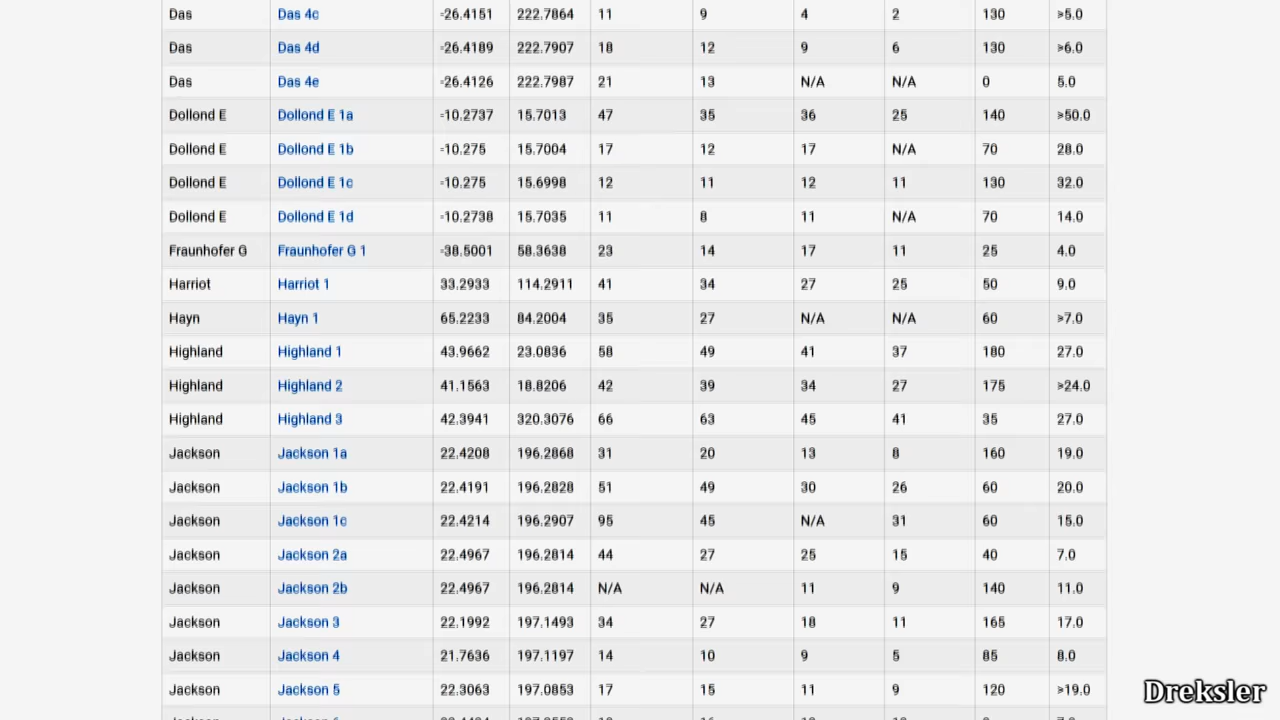 Das Das 4c -26.4151 222.7864 11 9 4 2 130 >5.0
Das Das 4d -26.4189 222.7907 18 12 9 6 130 >6.0
Das Das 4e -26.4126 222.7987 21 13 N/A N/A 0 5.0
Dollond E Dollond E 1a -10.2737 15.7013 47 35 36 25 140 >50.0
Dollond E Dollond E 1b -10.275 15.7004 17 12 17 N/A 70 28.0
Dollond E Dollond E 1c -10.275 15.6998 12 11 12 11 130 32.0
Dollond E Dollond E 1d -10.2738 15.7035 11 8 11 N/A 70 14.0
Fraunhofer G Fraunhofer G 1 -38.5001 58.3638 23 14 17 11 25 4.0
Harriot Harriot 1 33.2933 114.2911 41 34 27 25 50 9.0
Hayn Hayn 1 65.2233 84.2004 35 27 N/A N/A 60 >7.0
Highland Highland 1 43.9662 23.0836 58 49 41 37 180 27.0
Highland Highland 2 41.1563 18.8206 42 39 34 27 175 >24.0
Highland Highland 3 42.3941 320.3076 66 63 45 41 35 27.0
Jackson Jackson 1a 22.4208 196.2868 31 20 13 8 160 19.0
Jackson Jackson 1b 22.4191 196.2828 51 49 30 26 60 20.0
Jackson Jackson 1c 22.4214 196.2907 95 45 N/A 31 60 15.0
Jackson Jackson 2a 22.4967 196.2814 44 27 25 15 40 7.0
Jackson Jackson 2b 22.4967 196.2814 N/A N/A 11 9 140 11.0
Jackson Jackson 3 22.1992 197.1493 34 27 18 11 165 17.0
Jackson Jackson 4 21.7636 197.1197 14 10 9 5 85 8.0
Jackson Jackson 5 22.3063 197.0853 17 15 11 9 120 >19.0
Dreksler